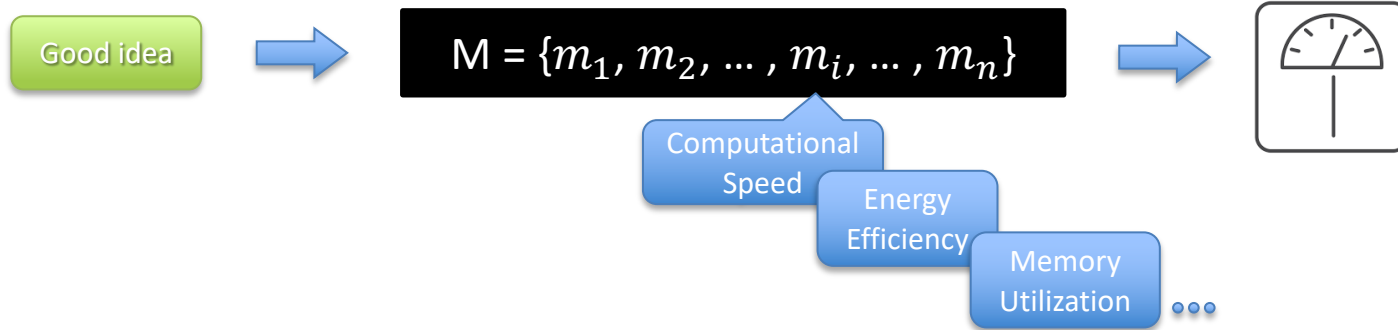 Good idea
M = {m₁, m₂, … , mᵢ, … , mₙ}
Computational
Speed
Energy
Efficiency
Memory
Utilization